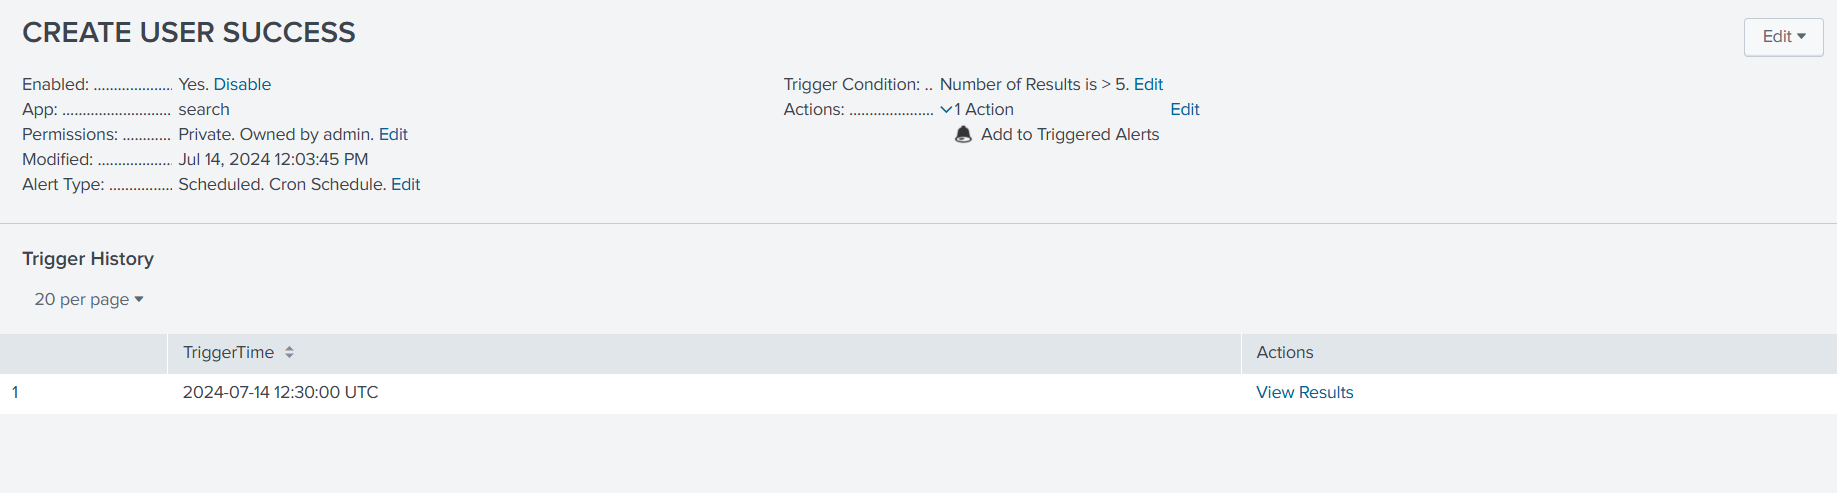 CREATE USER SUCCESS
Edit
Enabled: .................... Yes. Disable
App: ........................... search
Permissions: ............ Private. Owned by admin. Edit
Modified: ................... Jul 14, 2024 12:03:45 PM
Alert Type: ................ Scheduled. Cron Schedule. Edit
Trigger Condition: .. Number of Results is > 5. Edit
Actions: ..................... 1 Action Edit
Add to Triggered Alerts
Trigger History
20 per page
TriggerTime Actions
1 2024-07-14 12:30:00 UTC View Results